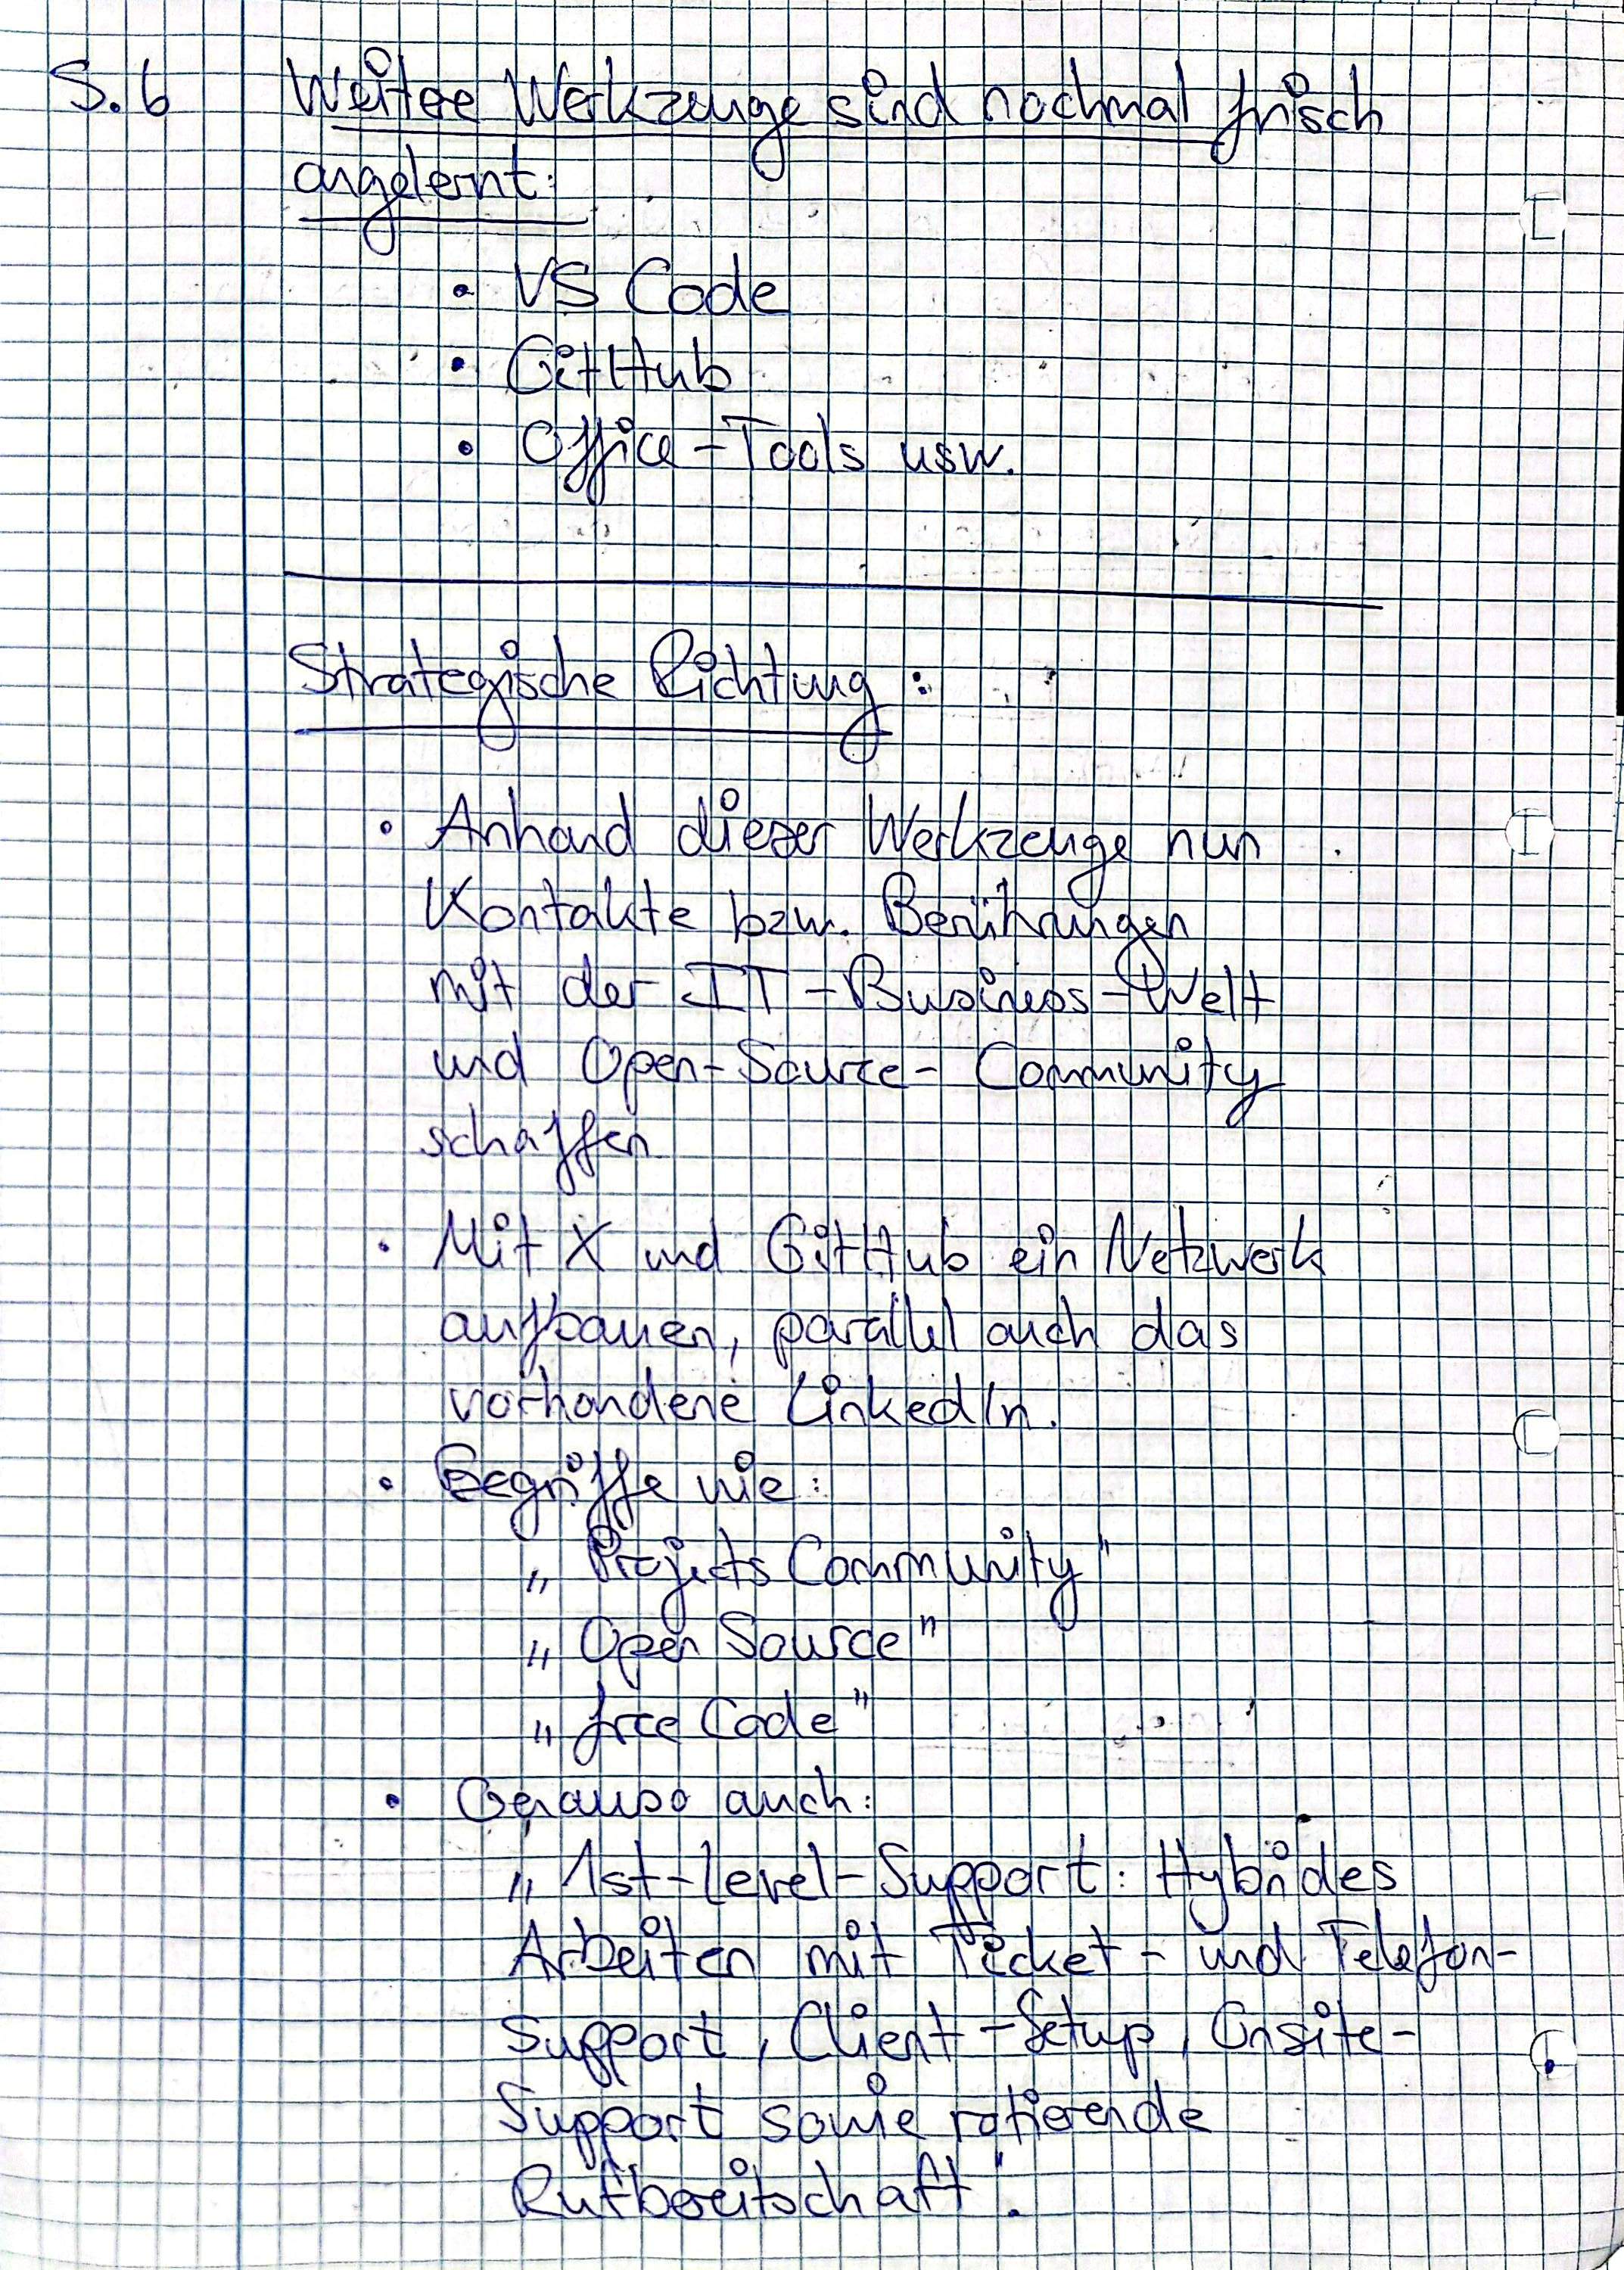 S. 6 Weitere Werkzeuge sind nochmal frisch
angelernt:
• VS Code
• GitHub
• Office-Tools usw.
Strategische Richtung:
• Anhand dieser Werkzeuge nun
Kontakte bzw. Berührungen
mit der IT-Business-Welt
und Open-Source-Community
schaffen.
• Mit X und GitHub ein Netzwerk
aufbauen, parallel auch das
vorhandene LinkedIn.
• Begriffe wie:
„Projects Community"
„Open Source"
„free Code"
• Genauso auch:
„1st-Level-Support: Hybrides
Arbeiten mit Ticket- und Telefon-
Support, Client-Setup, Onsite-
Support sowie rotierende
Rufbereitschaft".